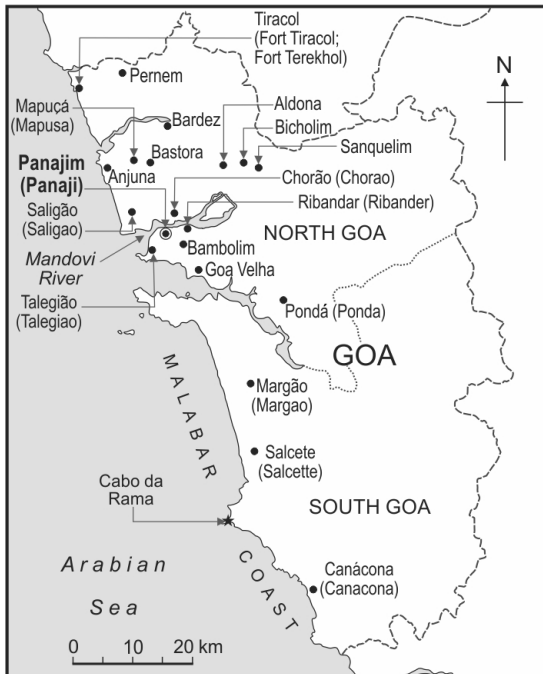 Tiracol
(Fort Tiracol;
Fort Terekhol)
N
Pernem
Mapuçá
(Mapusa)
Bardez
Aldona
Bicholim
Bastora
Sanquelim
Panajim
(Panaji)
Anjuna
Chorão (Chorao)
Saligão
(Saligao)
Ribandar (Ribander)
NORTH GOA
Mandovi
River
Bambolim
Goa Velha
Talegião
(Talegiao)
Pondá (Ponda)
GOA
MALABAR
Margão
(Margao)
Salcete
(Salcette)
Cabo da
Rama
SOUTH GOA
COAST
Arabian
Sea
Canácona
(Canacona)
0 10 20 km